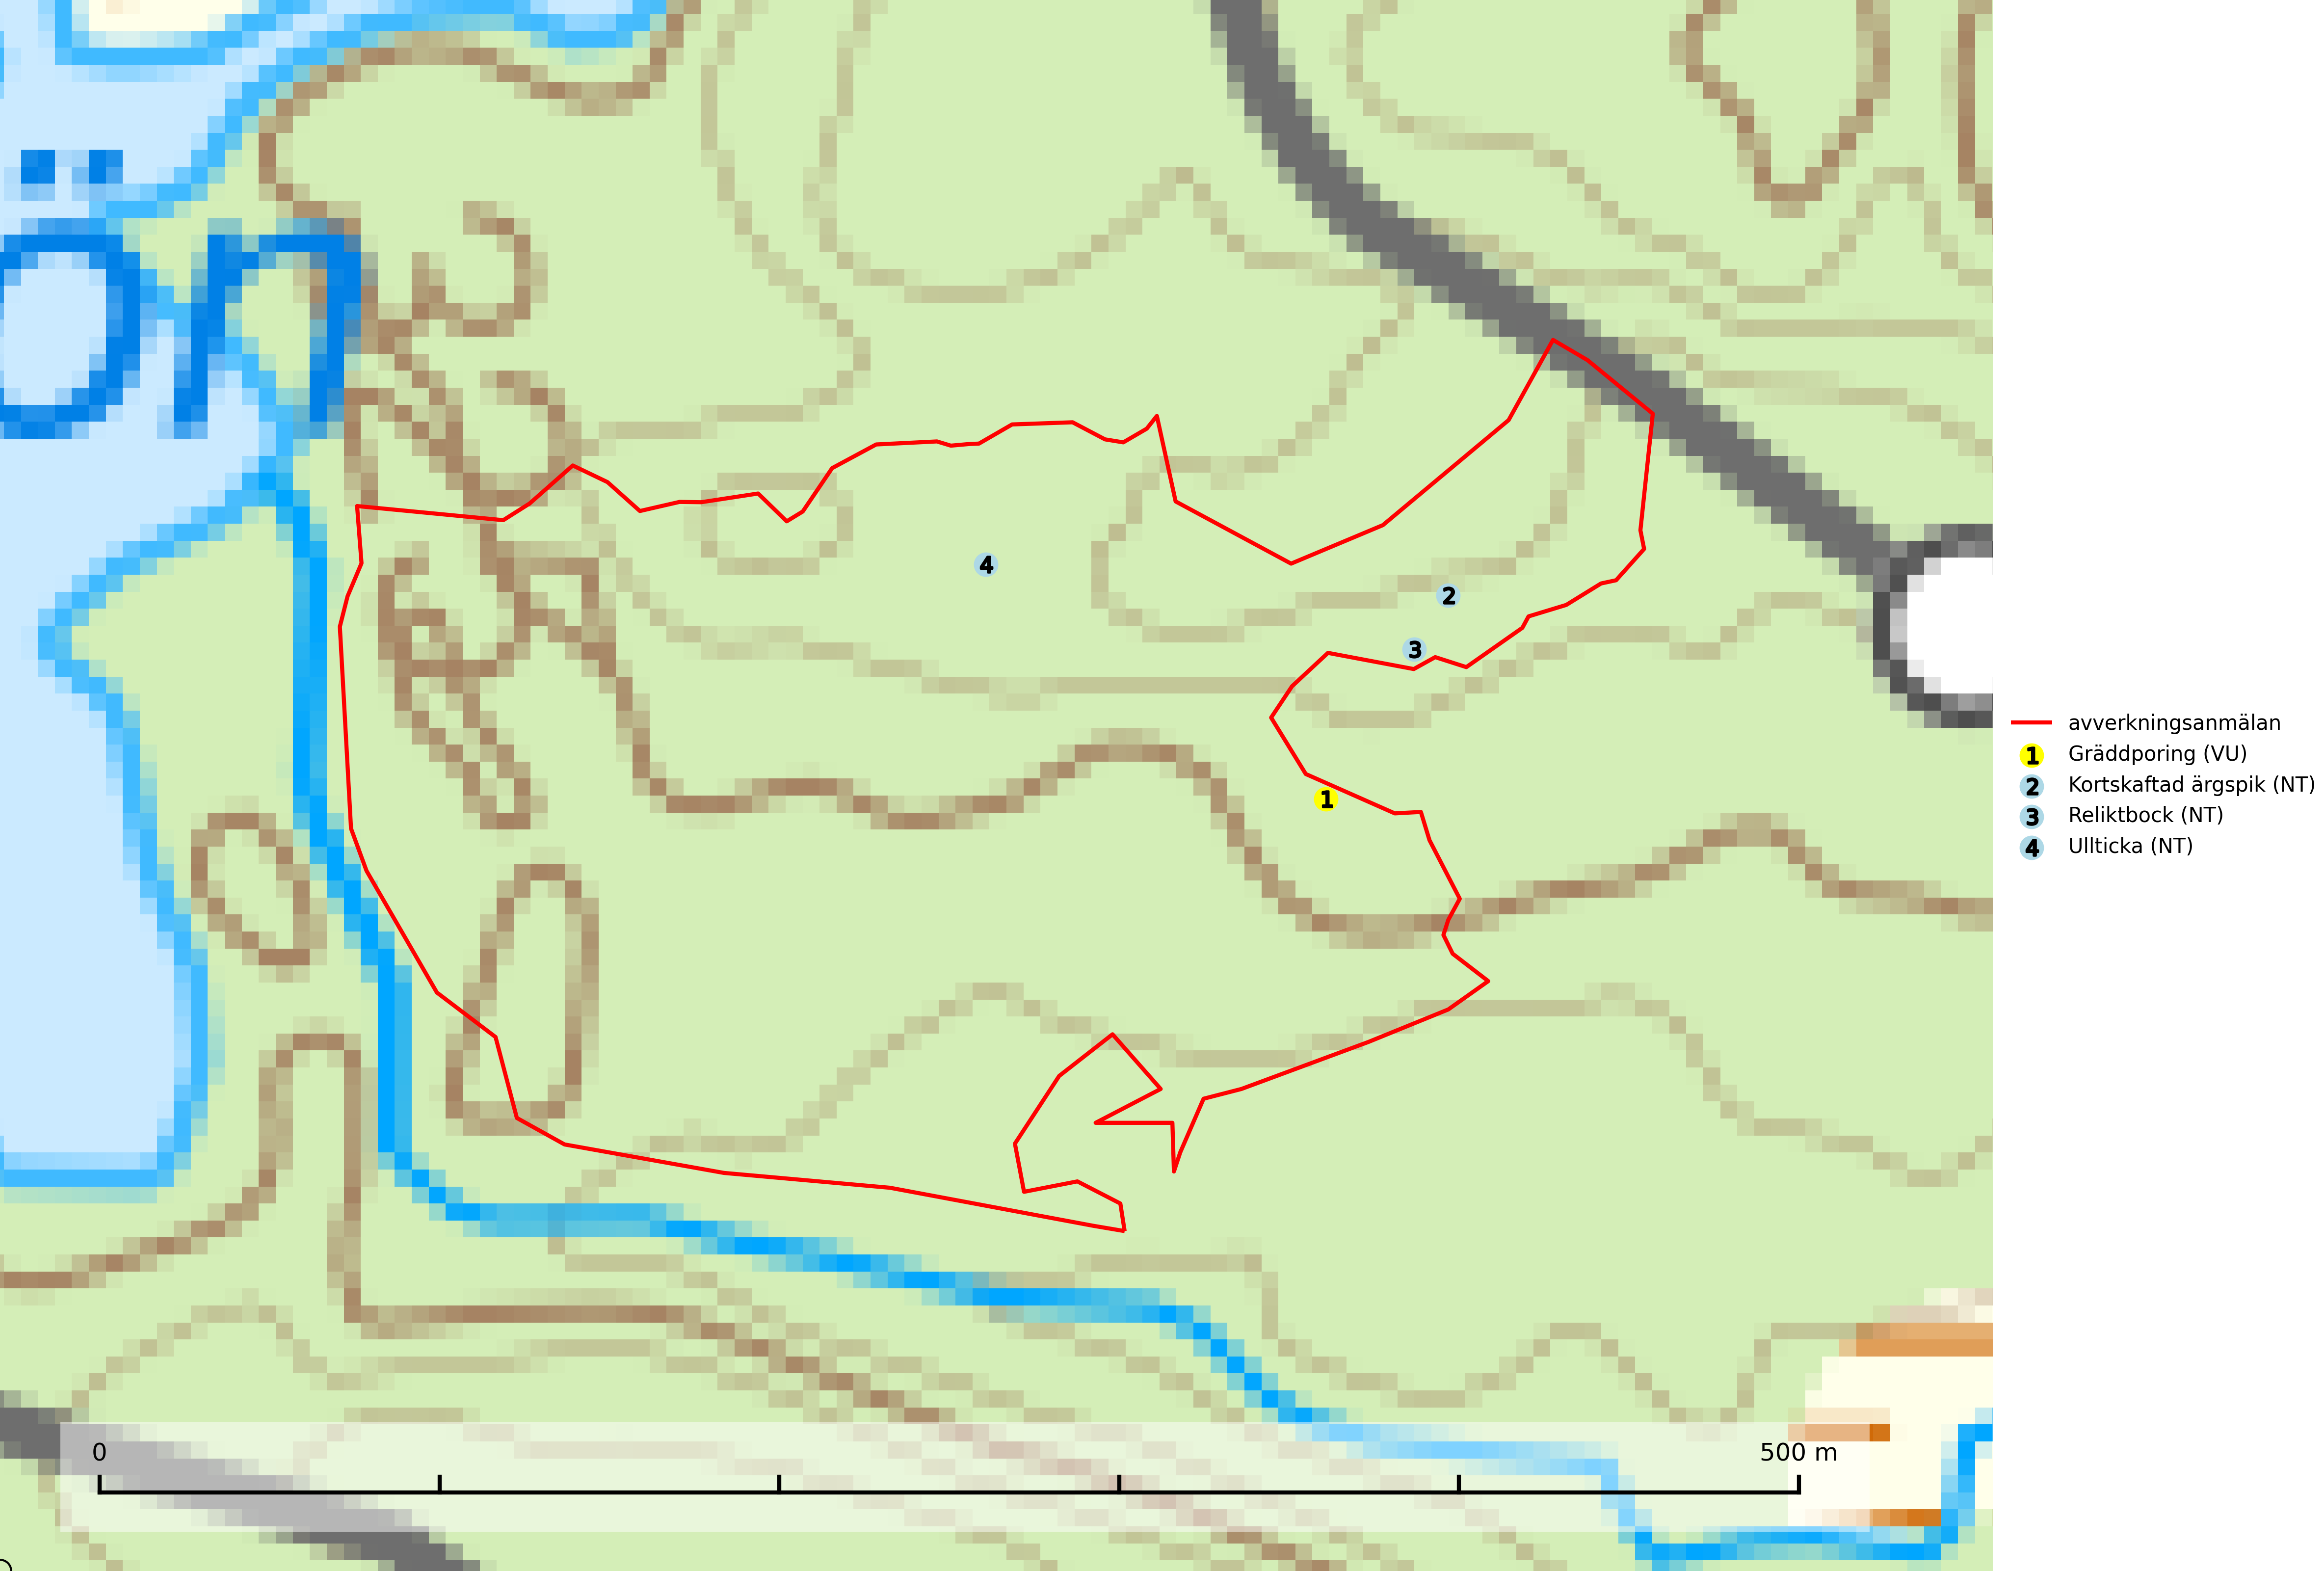 4
2
3
1
avverkningsanmälan
1 Gräddporing (VU)
2 Kortskaftad ärgspik (NT)
3 Reliktbock (NT)
4 Ullticka (NT)
0 500 m